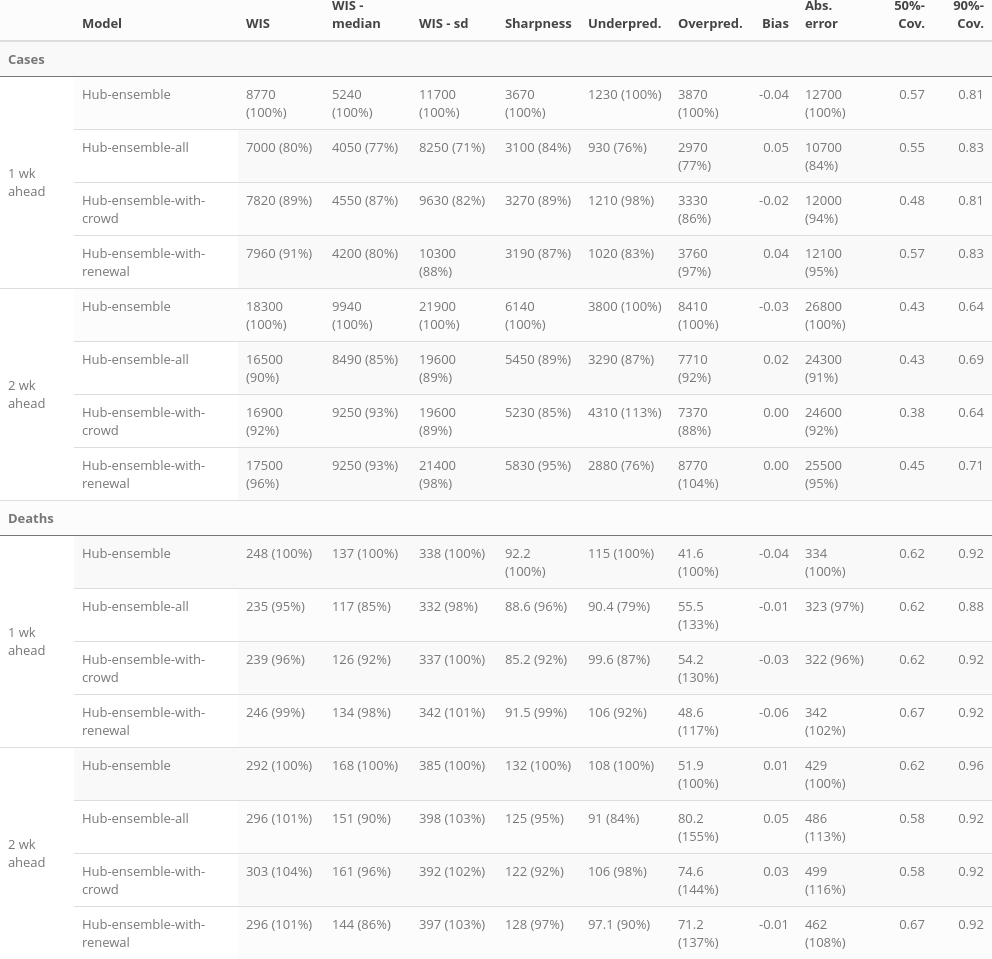 Model WIS WIS - median WIS - sd Sharpness Underpred. Overpred. Bias Abs. error 50%-Cov. 90%-Cov.
Cases
1 wk ahead
Hub-ensemble 8770 (100%) 5240 (100%) 11700 (100%) 3670 (100%) 1230 (100%) 3870 (100%) -0.04 12700 (100%) 0.57 0.81
Hub-ensemble-all 7000 (80%) 4050 (77%) 8250 (71%) 3100 (84%) 930 (76%) 2970 (77%) 0.05 10700 (84%) 0.55 0.83
Hub-ensemble-with-crowd 7820 (89%) 4550 (87%) 9630 (82%) 3270 (89%) 1210 (98%) 3330 (86%) -0.02 12000 (94%) 0.48 0.81
Hub-ensemble-with-renewal 7960 (91%) 4200 (80%) 10300 (88%) 3190 (87%) 1020 (83%) 3760 (97%) 0.04 12100 (95%) 0.57 0.83
2 wk ahead
Hub-ensemble 18300 (100%) 9940 (100%) 21900 (100%) 6140 (100%) 3800 (100%) 8410 (100%) -0.03 26800 (100%) 0.43 0.64
Hub-ensemble-all 16500 (90%) 8490 (85%) 19600 (89%) 5450 (89%) 3290 (87%) 7710 (92%) 0.02 24300 (91%) 0.43 0.69
Hub-ensemble-with-crowd 16900 (92%) 9250 (93%) 19600 (89%) 5230 (85%) 4310 (113%) 7370 (88%) 0.00 24600 (92%) 0.38 0.64
Hub-ensemble-with-renewal 17500 (96%) 9250 (93%) 21400 (98%) 5830 (95%) 2880 (76%) 8770 (104%) 0.00 25500 (95%) 0.45 0.71
Deaths
1 wk ahead
Hub-ensemble 248 (100%) 137 (100%) 338 (100%) 92.2 (100%) 115 (100%) 41.6 (100%) -0.04 334 (100%) 0.62 0.92
Hub-ensemble-all 235 (95%) 117 (85%) 332 (98%) 88.6 (96%) 90.4 (79%) 55.5 (133%) -0.01 323 (97%) 0.62 0.88
Hub-ensemble-with-crowd 239 (96%) 126 (92%) 337 (100%) 85.2 (92%) 99.6 (87%) 54.2 (130%) -0.03 322 (96%) 0.62 0.92
Hub-ensemble-with-renewal 246 (99%) 134 (98%) 342 (101%) 91.5 (99%) 106 (92%) 48.6 (117%) -0.06 342 (102%) 0.67 0.92
2 wk ahead
Hub-ensemble 292 (100%) 168 (100%) 385 (100%) 132 (100%) 108 (100%) 51.9 (100%) 0.01 429 (100%) 0.62 0.96
Hub-ensemble-all 296 (101%) 151 (90%) 398 (103%) 125 (95%) 91 (84%) 80.2 (155%) 0.05 486 (113%) 0.58 0.92
Hub-ensemble-with-crowd 303 (104%) 161 (96%) 392 (102%) 122 (92%) 106 (98%) 74.6 (144%) 0.03 499 (116%) 0.58 0.92
Hub-ensemble-with-renewal 296 (101%) 144 (86%) 397 (103%) 128 (97%) 97.1 (90%) 71.2 (137%) -0.01 462 (108%) 0.67 0.92